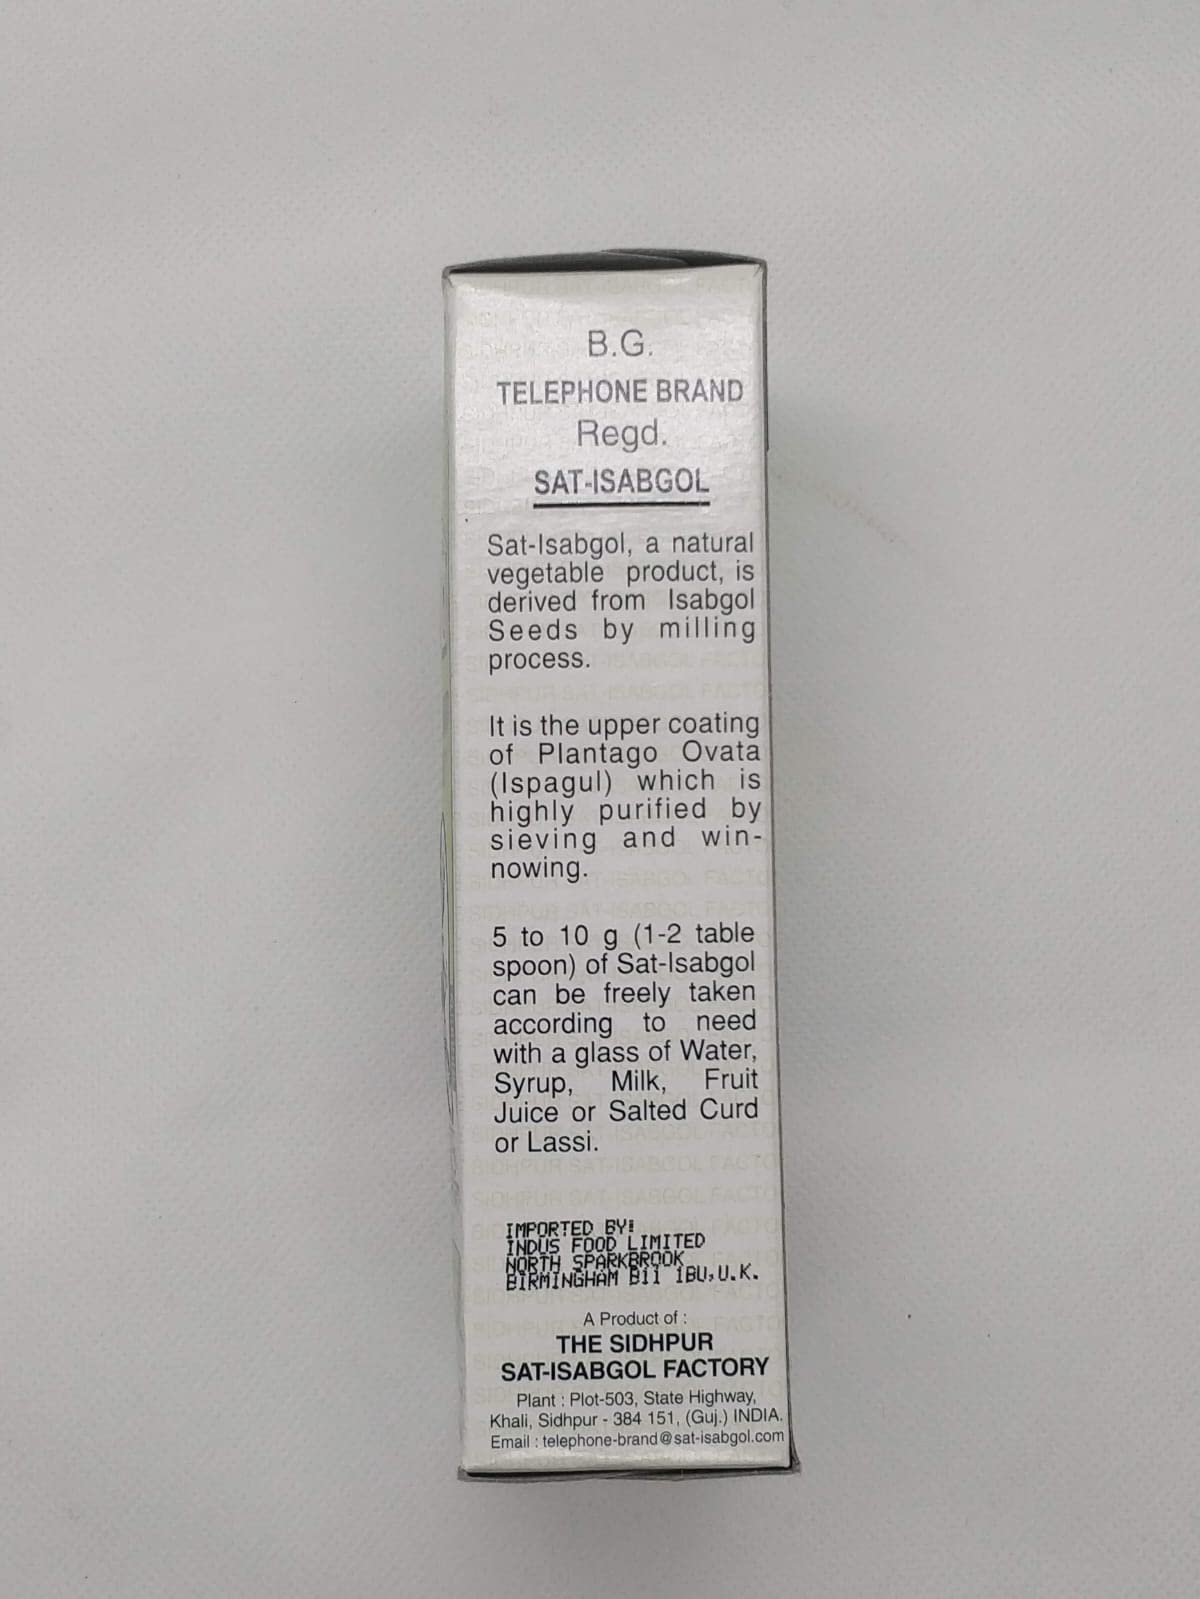 B.G.
TELEPHONE BRAND
Regd.
SAT-ISABGOL
Sat-Isabgol, a natural
vegetable product, is
derived from Isabgol
Seeds by milling
process.
It is the upper coating
of Plantago Ovata
(Ispagul) which is
highly purified by
sieving and win-
nowing.
5 to 10 g (1-2 table
spoon) of Sat-Isabgol
can be freely taken
according to need
with a glass of Water,
Syrup, Milk, Fruit
Juice or Salted Curd
or Lassi.
IMPORTED BY:
INDUS FOOD LIMITED
NORTH SPARKBROOK
BIRMINGHAM B11 1BU,U.K.
A Product of :
THE SIDHPUR
SAT-ISABGOL FACTORY
Plant : Plot-503, State Highway,
Khali, Sidhpur - 384 151, (Guj.) INDIA.
Email : telephone-brand@sat-isabgol.com